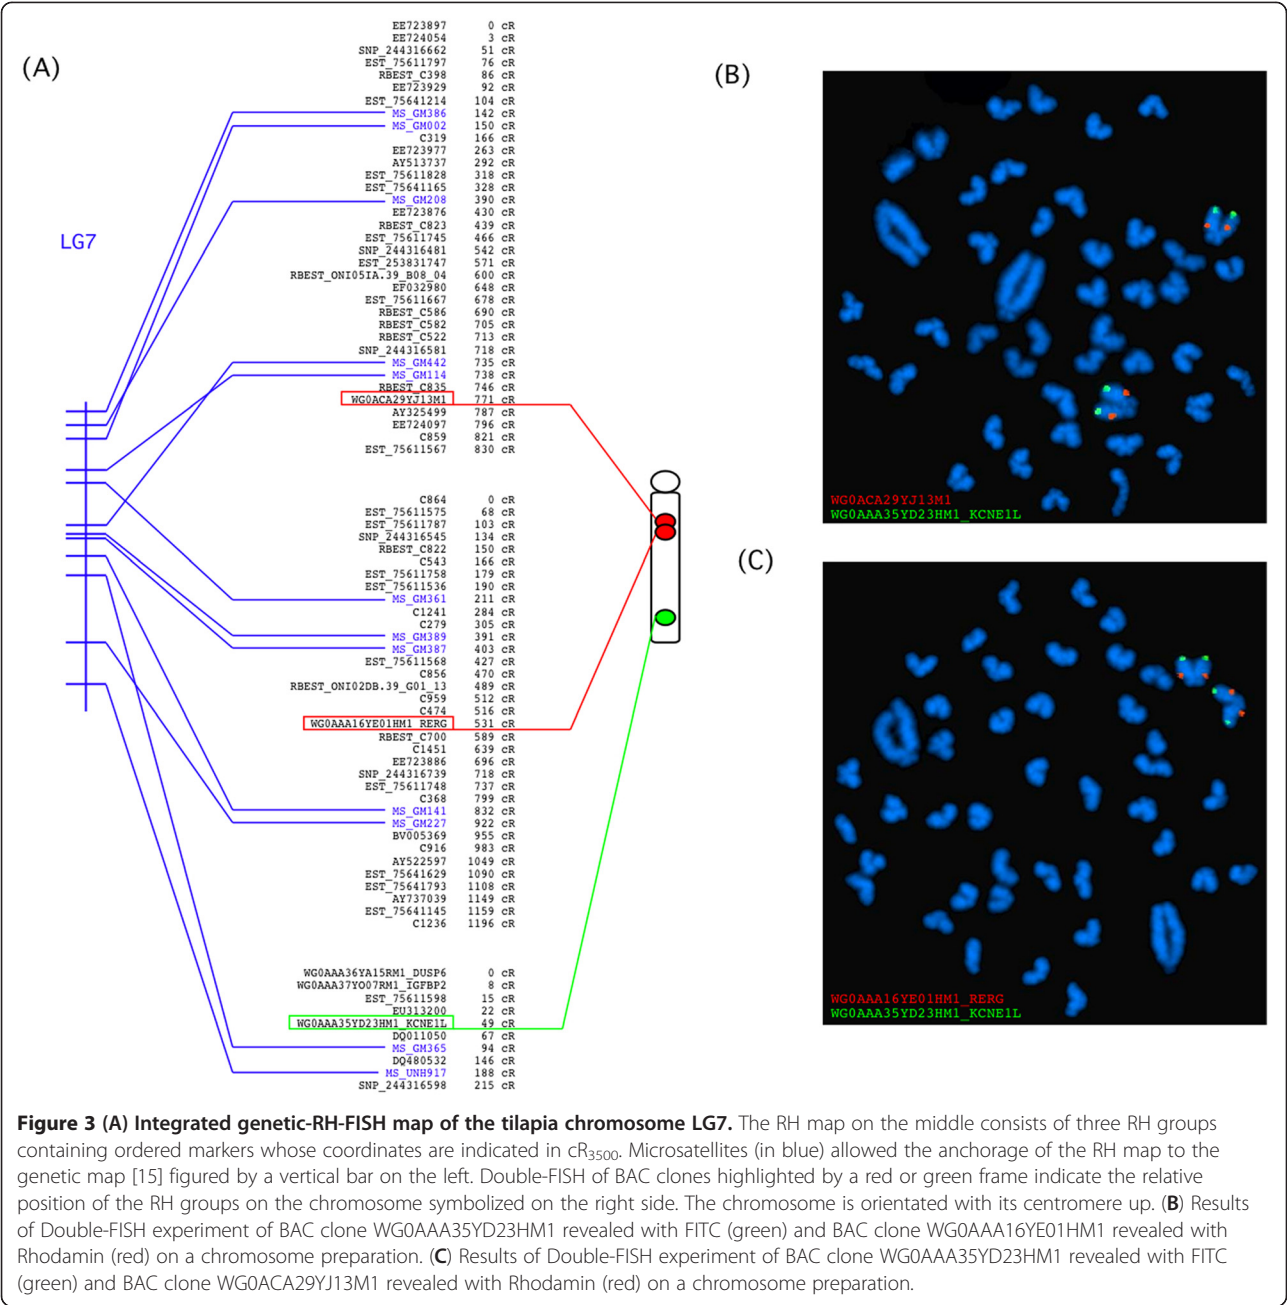 (A)
EE723897 0 cR
EE724054 3 cR
SNP_244316662 51 cR
EST_75611797 76 cR
RBEST_C398 86 cR
EE723929 92 cR
EST_75641214 104 cR
MS_GM386 142 cR
MS_GM002 150 cR
C319 166 cR
EE723977 263 cR
AY513737 292 cR
EST_75611828 318 cR
EST_75641165 328 cR
MS_GM208 390 cR
EE723876 430 cR
RBEST_C823 439 cR
LG7
EST_75611745 466 cR
SNP_244316481 542 cR
EST_253831747 571 cR
RBEST_ONI05IA.39_B08_04 600 cR
EF032980 648 cR
EST_75611667 678 cR
RBEST_C586 690 cR
RBEST_C582 705 cR
RBEST_C522 713 cR
SNP_244316581 718 cR
MS_GM442 735 cR
MS_GM114 738 cR
RBEST_C835 746 cR
WG0ACA29YJ13M1 771 cR
AY325499 787 cR
EE724097 796 cR
C859 821 cR
EST_75611567 830 cR
C864 0 cR
EST_75611575 68 cR
EST_75611787 103 cR
SNP_244316545 134 cR
RBEST_C822 150 cR
C543 166 cR
EST_75611758 179 cR
EST_75611536 190 cR
MS_GM361 211 cR
C1241 284 cR
C279 305 cR
MS_GM389 391 cR
MS_GM387 403 cR
EST_75611568 427 cR
C856 470 cR
RBEST_ONI02DB.39_G01_13 489 cR
C959 512 cR
C474 516 cR
WG0AAA16YE01HM1_RERG 531 cR
RBEST_C700 589 cR
C1451 639 cR
EE723886 696 cR
SNP_244316739 718 cR
EST_75611748 737 cR
C368 799 cR
MS_GM141 832 cR
MS_GM227 922 cR
BV005369 955 cR
C916 983 cR
AY522597 1049 cR
EST_75641629 1090 cR
EST_75641793 1108 cR
AY737039 1149 cR
EST_75641145 1159 cR
C1236 1196 cR
WG0AAA36YA15RM1_DUSP6 0 cR
WG0AAA37YO07RM1_IGFBP2 8 cR
EST_75611598 15 cR
EU313200 22 cR
WG0AAA35YD23HM1_KCNE1L 49 cR
DQ011050 67 cR
MS_GM365 94 cR
DQ480532 146 cR
MS_UNH917 188 cR
SNP_244316598 215 cR
(B)
WG0ACA29YJ13M1
WG0AAA35YD23HM1_KCNE1L
(C)
WG0AAA16YE01HM1_RERG
WG0AAA35YD23HM1_KCNE1L
Figure 3 (A) Integrated genetic-RH-FISH map of the tilapia chromosome LG7. The RH map on the middle consists of three RH groups
containing ordered markers whose coordinates are indicated in cR3500. Microsatellites (in blue) allowed the anchorage of the RH map to the
genetic map [15] figured by a vertical bar on the left. Double-FISH of BAC clones highlighted by a red or green frame indicate the relative
position of the RH groups on the chromosome symbolized on the right side. The chromosome is orientated with its centromere up. (B) Results
of Double-FISH experiment of BAC clone WG0AAA35YD23HM1 revealed with FITC (green) and BAC clone WG0AAA16YE01HM1 revealed with
Rhodamin (red) on a chromosome preparation. (C) Results of Double-FISH experiment of BAC clone WG0AAA35YD23HM1 revealed with FITC
(green) and BAC clone WG0ACA29YJ13M1 revealed with Rhodamin (red) on a chromosome preparation.